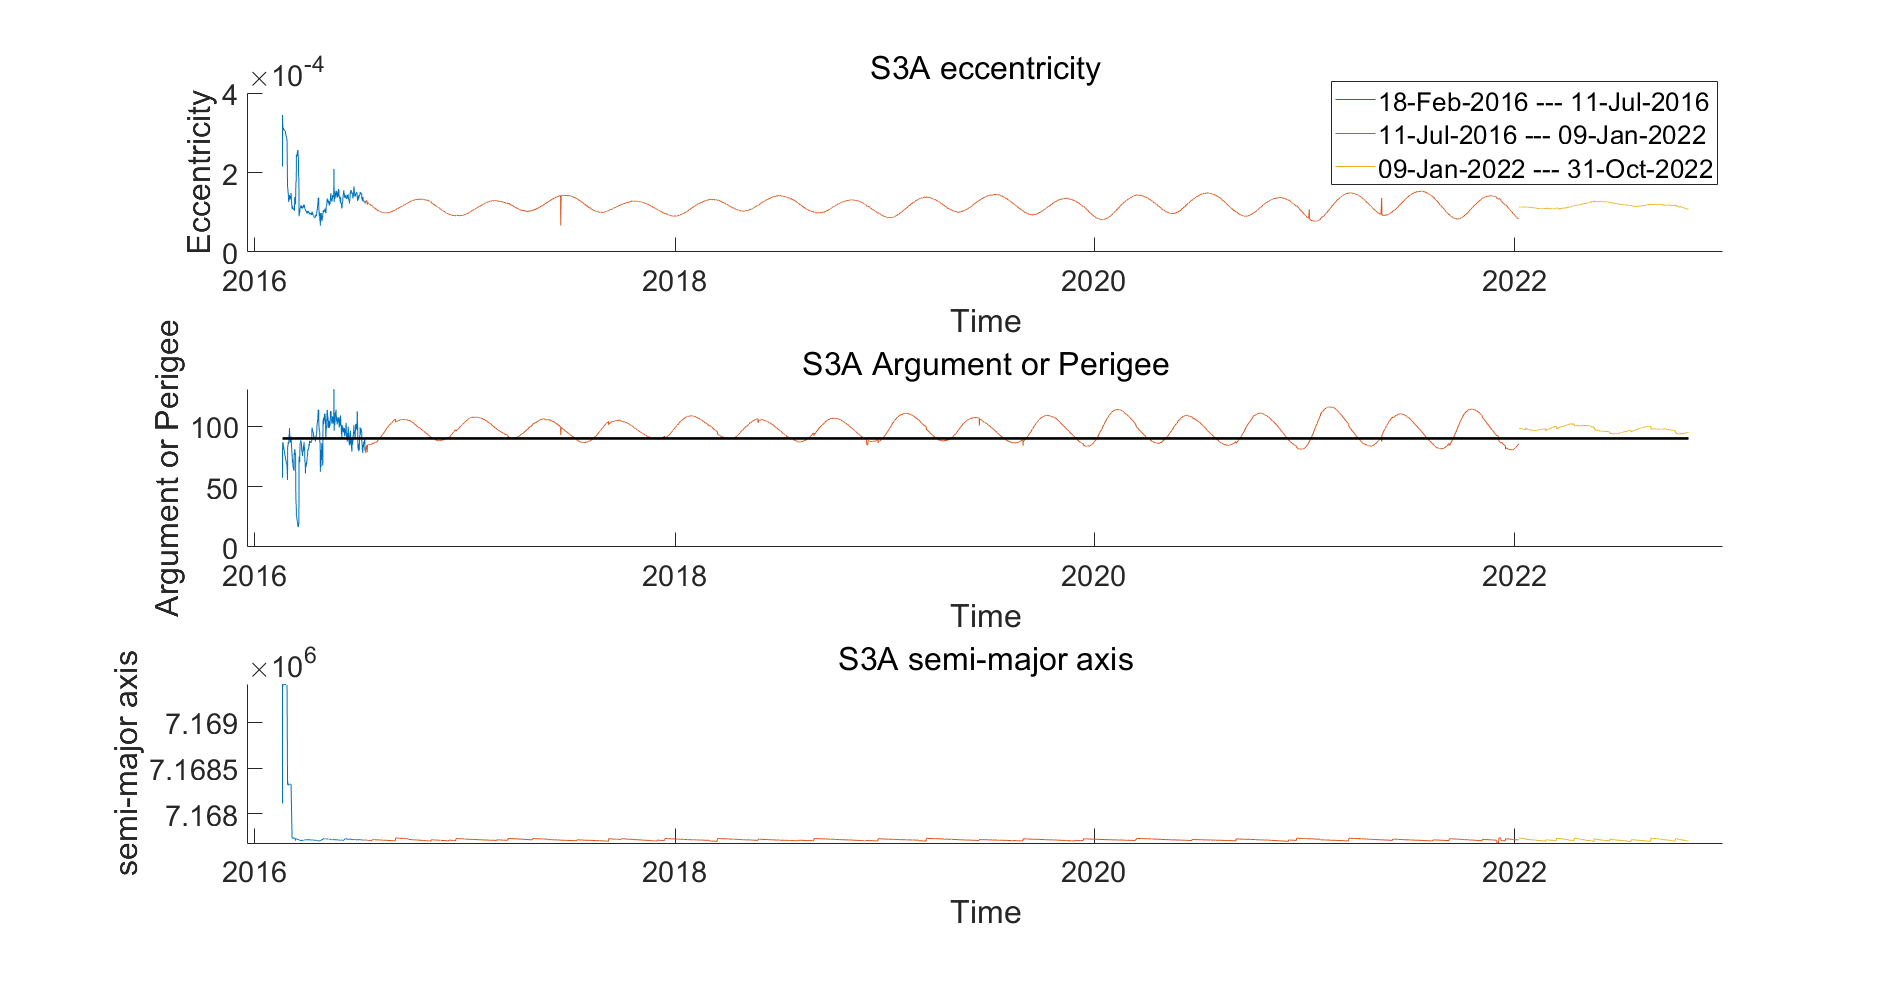 S3A eccentricity
×10-4
4
2
0
Eccentricity
18-Feb-2016 --- 11-Jul-2016
11-Jul-2016 --- 09-Jan-2022
09-Jan-2022 --- 31-Oct-2022
2016 2018 2020 2022
Time
S3A Argument or Perigee
100
50
0
Argument or Perigee
2016 2018 2020 2022
Time
S3A semi-major axis
×10^6
7.169
7.1685
7.168
semi-major axis
2016 2018 2020 2022
Time